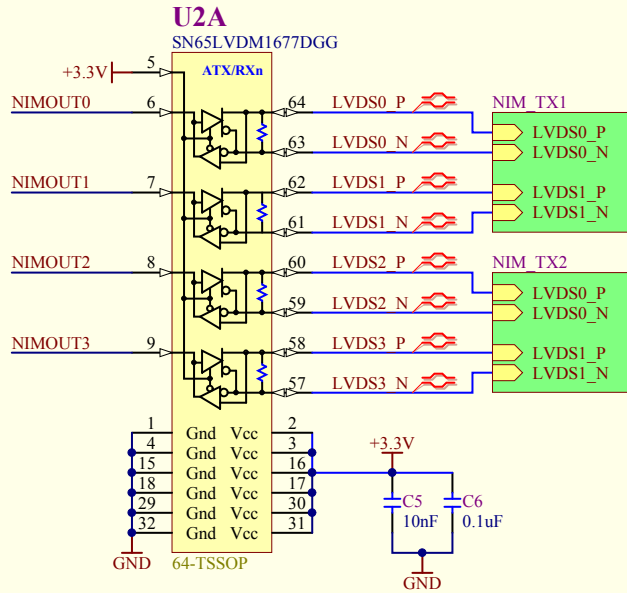 U2A
SN65LVDM1677DGG
+3.3V 5 ATX/RXn
NIMOUT0 6 64 LVDS0_P NIM_TX1
LVDS0_P
63 LVDS0_N LVDS0_N
NIMOUT1 7 62 LVDS1_P LVDS1_P
61 LVDS1_N LVDS1_N
NIMOUT2 8 60 LVDS2_P NIM_TX2
LVDS0_P
59 LVDS2_N LVDS0_N
NIMOUT3 9 58 LVDS3_P LVDS1_P
57 LVDS3_N LVDS1_N
1 Gnd Vcc 2
4 Gnd Vcc 3
+3.3V
15 Gnd Vcc 16
18 Gnd Vcc 17
C5 C6
29 Gnd Vcc 30
10nF 0.1uF
32 Gnd Vcc 31
GND 64-TSSOP
GND